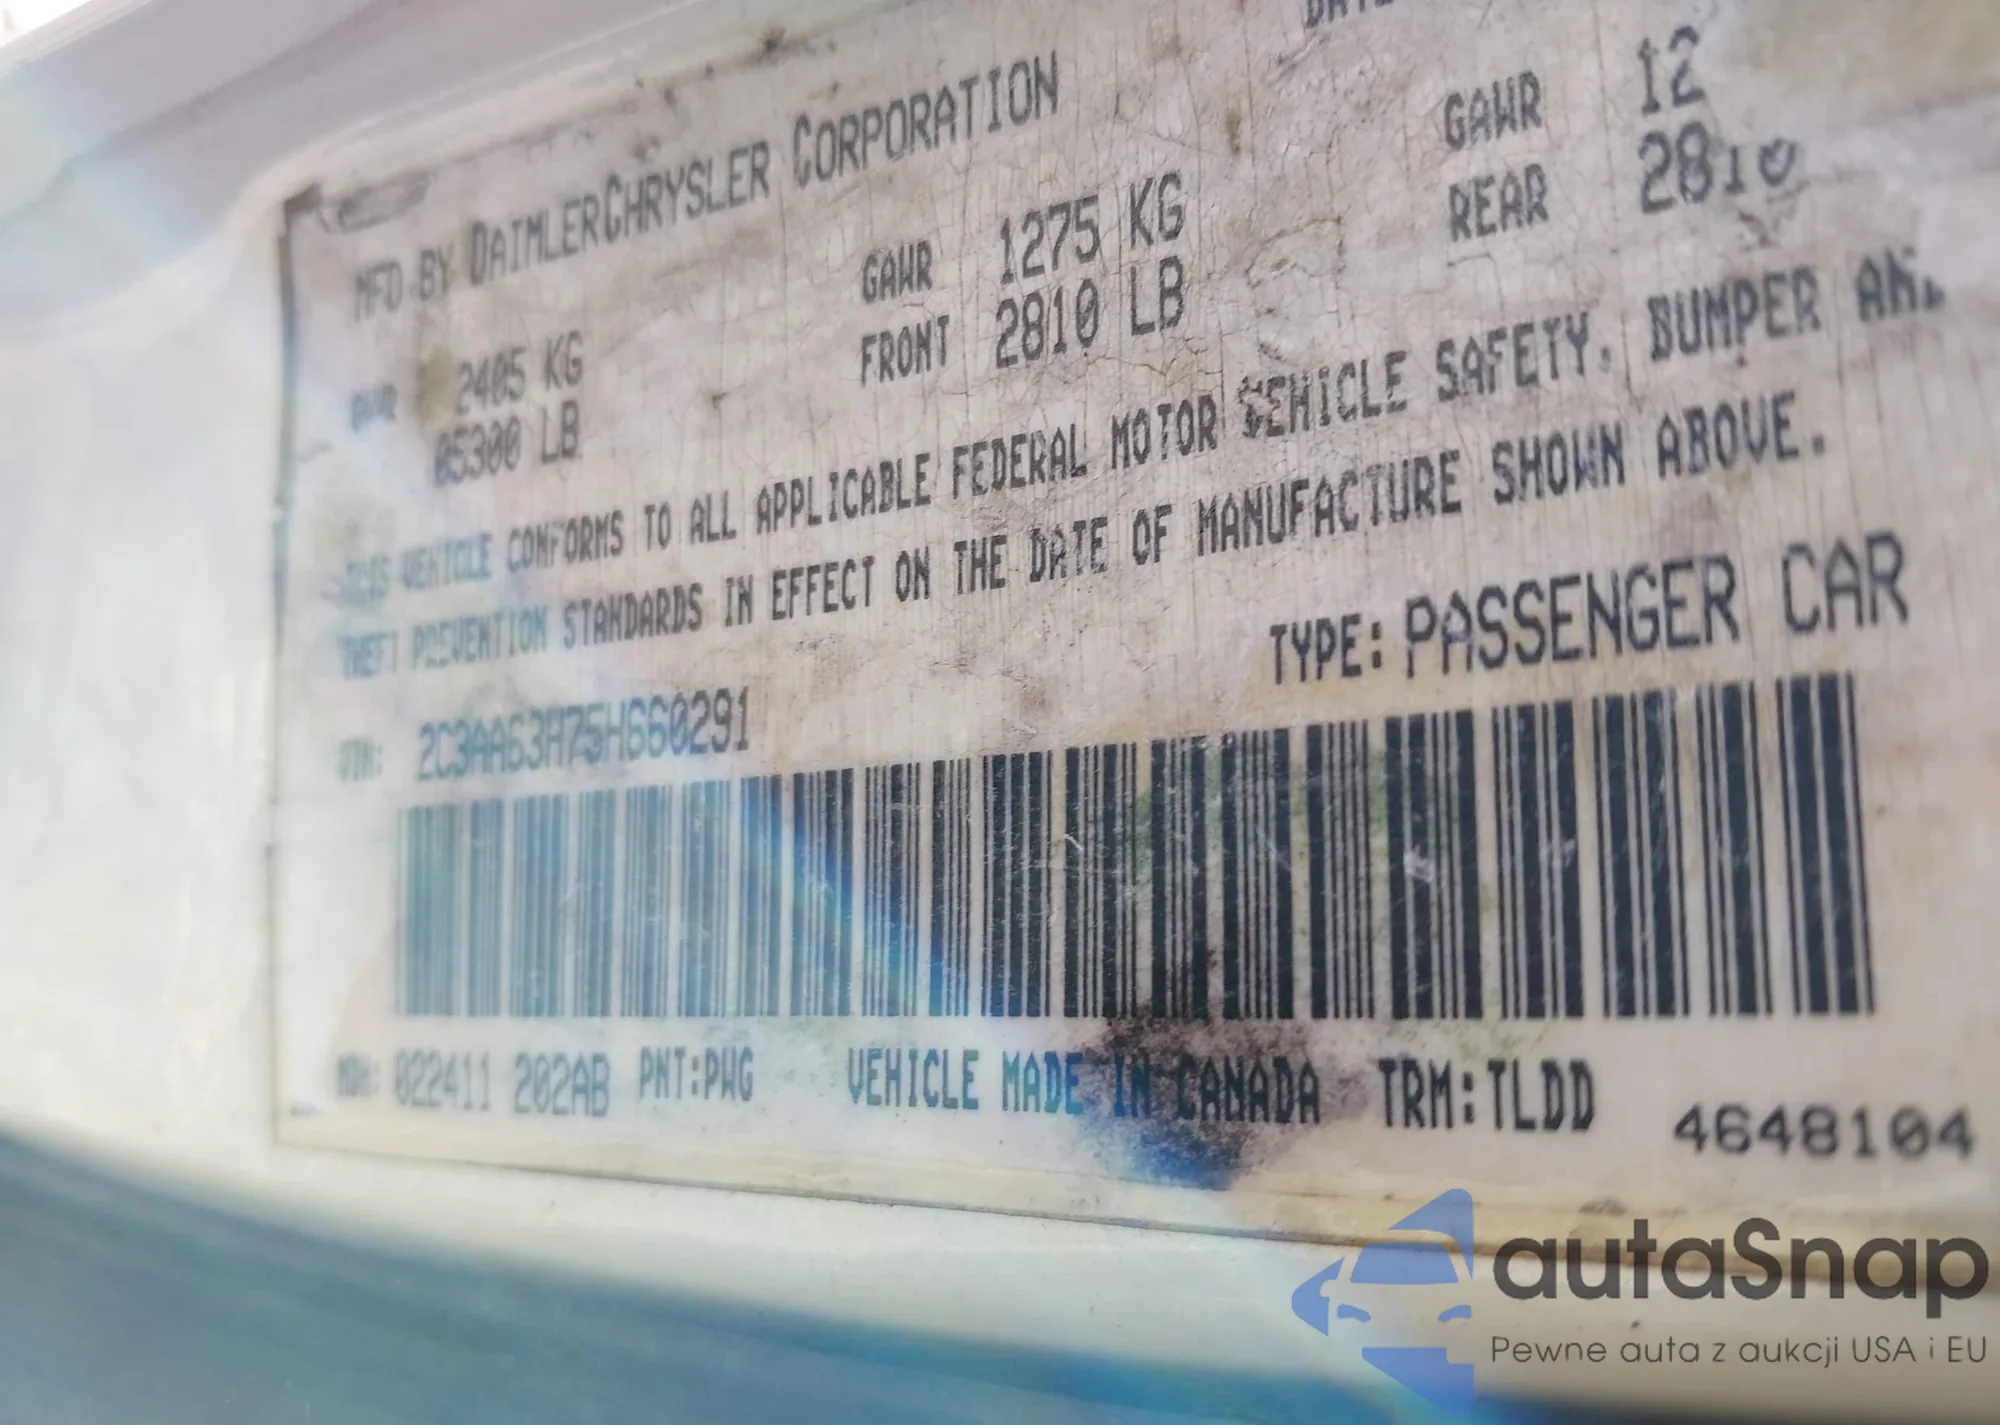 MFD BY DAIMLERCHRYSLER CORPORATION
GAWR 12
REAR 2810
GAWR 1275 KG
FRONT 2810 LB
2405 KG
05300 LB
THIS VEHICLE CONFORMS TO ALL APPLICABLE FEDERAL MOTOR VEHICLE SAFETY, BUMPER AND
THEFT PREVENTION STANDARDS IN EFFECT ON THE DATE OF MANUFACTURE SHOWN ABOVE.
TYPE: PASSENGER CAR
VIN: 2C3AA63H75H660291
MDH: 022411 202AB PNT:PWG VEHICLE MADE IN CANADA TRM:TLDD
4648104
autaSnap
Pewne auta z aukcji USA i EU